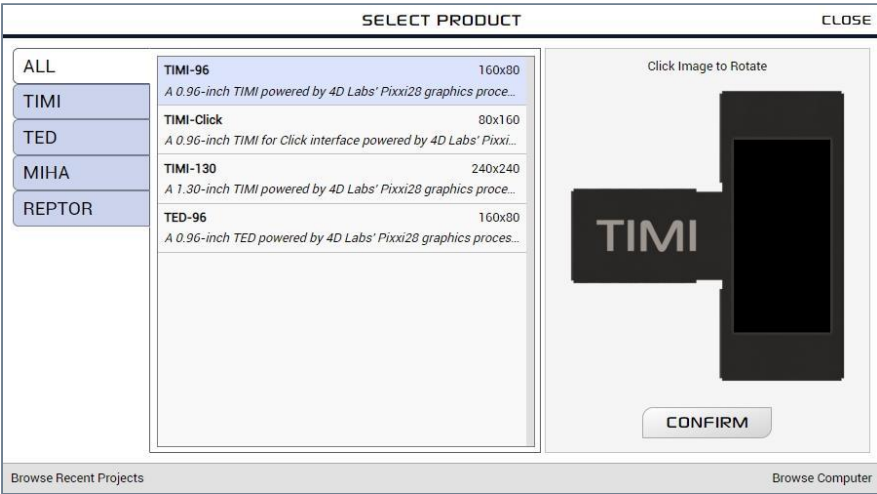 SELECT PRODUCT
CLOSE
ALL
TIMI
TED
MIHA
REPTOR
TIMI-96 160x80
A 0.96-inch TIMI powered by 4D Labs' Pixxi28 graphics proce...
TIMI-Click 80x160
A 0.96-inch TIMI for Click interface powered by 4D Labs' Pixxi...
TIMI-130 240x240
A 1.30-inch TIMI powered by 4D Labs' Pixxi28 graphics proce...
TED-96 160x80
A 0.96-inch TED powered by 4D Labs' Pixxi28 graphics proces...
Click Image to Rotate
TIMI
CONFIRM
Browse Recent Projects
Browse Computer